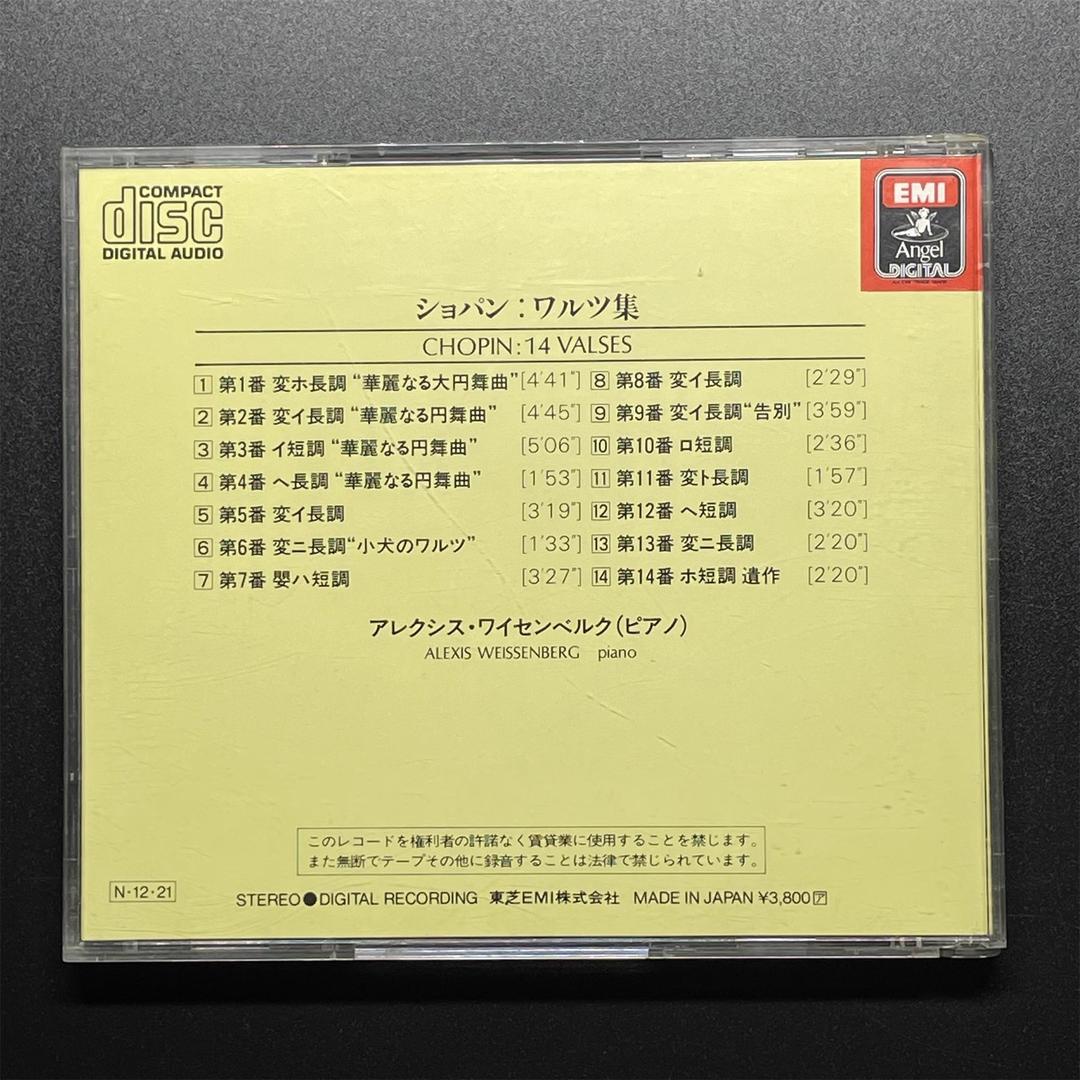 COMPACT
disc
DIGITAL AUDIO
EMI
Angel
DIGITAL
ショパン：ワルツ集
CHOPIN：14 VALSES
1 第1番 変ホ長調 “華麗なる大円舞曲” [4′41″]
2 第2番 変イ長調 “華麗なる円舞曲” [4′45″]
3 第3番 イ短調 “華麗なる円舞曲” [5′06″]
4 第4番 ヘ長調 “華麗なる円舞曲” [1′53″]
5 第5番 変イ長調 [3′19″]
6 第6番 変ニ長調“小犬のワルツ” [1′33″]
7 第7番 嬰ハ短調 [3′27″]
8 第8番 変イ長調 [2′29″]
9 第9番 変イ長調“告別” [3′59″]
10 第10番 ロ短調 [2′36″]
11 第11番 変ト長調 [1′57″]
12 第12番 ヘ短調 [3′20″]
13 第13番 変ニ長調 [2′20″]
14 第14番 ホ短調 遺作 [2′20″]
アレクシス・ワイセンベルク（ピアノ）
ALEXIS WEISSENBERG piano
このレコードを権利者の許諾なく賃貸業に使用することを禁じます。
また無断でテープその他に録音することは法律で禁じられています。
N・12・21
STEREO●DIGITAL RECORDING 東芝EMI株式会社 MADE IN JAPAN ¥3,800ア